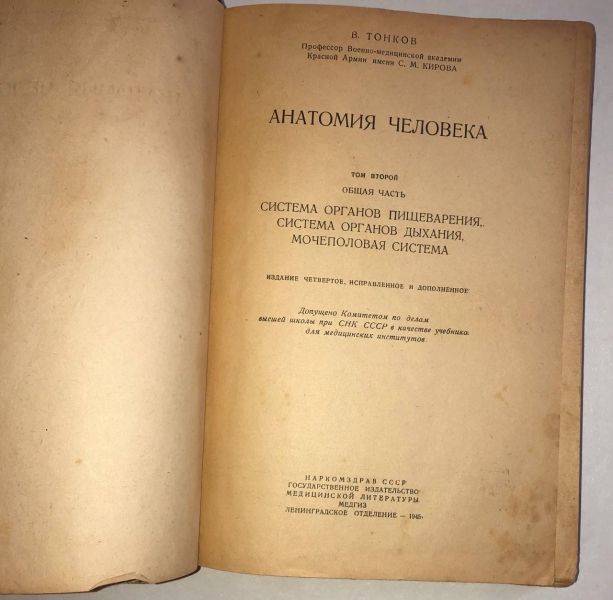 В. ТОНКОВ
Профессор Военно-медицинской академии
Красной Армии имени С. М. КИРОВА
АНАТОМИЯ ЧЕЛОВЕКА
ТОМ ВТОРОЙ
ОБЩАЯ ЧАСТЬ
СИСТЕМА ОРГАНОВ ПИЩЕВАРЕНИЯ,
СИСТЕМА ОРГАНОВ ДЫХАНИЯ,
МОЧЕПОЛОВАЯ СИСТЕМА
ИЗДАНИЕ ЧЕТВЕРТОЕ, ИСПРАВЛЕННОЕ И ДОПОЛНЕННОЕ
Допущено Комитетом по делам
высшей школы при СНК СССР в качестве учебника
для медицинских институтов
НАРКОМЗДРАВ СССР
ГОСУДАРСТВЕННОЕ ИЗДАТЕЛЬСТВО
МЕДИЦИНСКОЙ ЛИТЕРАТУРЫ
МЕДГИЗ
ЛЕНИНГРАДСКОЕ ОТДЕЛЕНИЕ — 1945